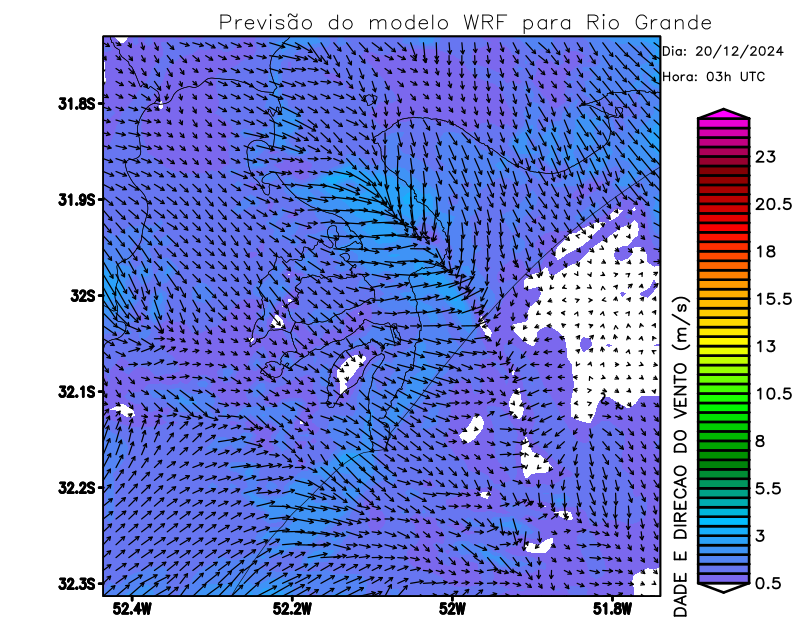 Previsão do modelo WRF para Rio Grande
Dia: 20/12/2024
Hora: 03h UTC
31.8S
31.9S
32S
32.1S
32.2S
32.3S
52.4W
52.2W
52W
51.8W
23
20.5
18
15.5
13
10.5
8
5.5
3
0.5
DADE E DIRECAO DO VENTO (m/s)